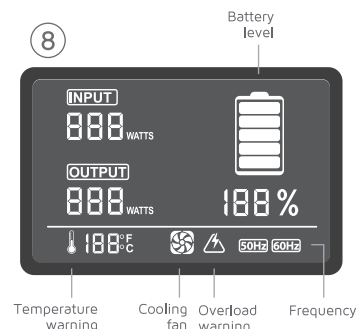 Battery
level
8
INPUT
888 WATTS
OUTPUT
888 WATTS
188 %
188 °F °C
50Hz 60Hz
Temperature
warning
Cooling
fan
Overload
warning
Frequency